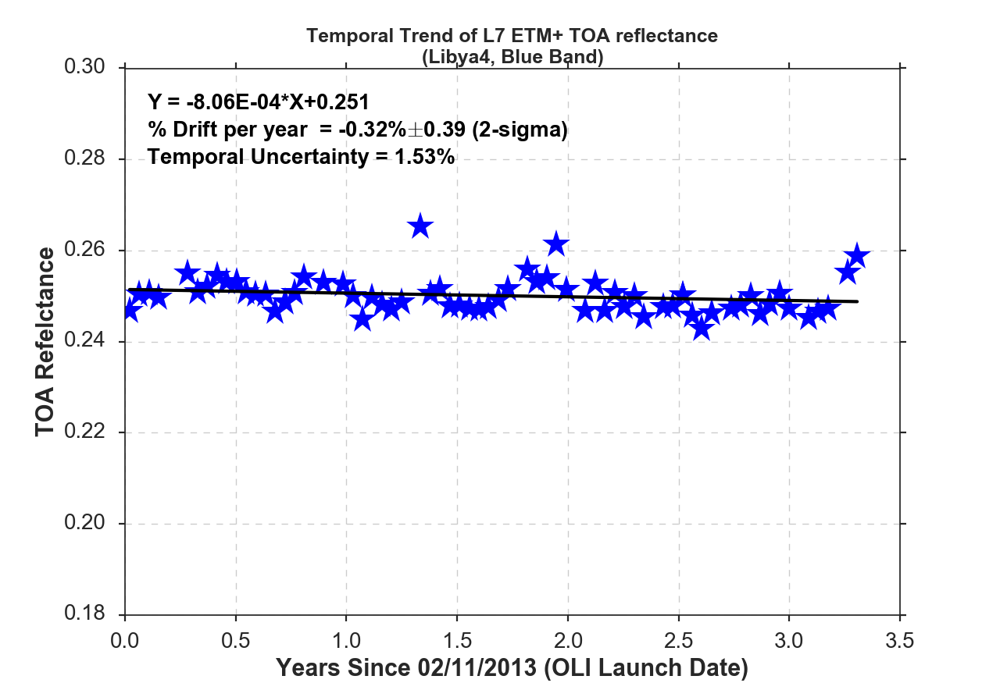 Temporal Trend of L7 ETM+ TOA reflectance
(Libya4, Blue Band)
Y = -8.06E-04*X+0.251
% Drift per year  = -0.32%±0.39 (2-sigma)
Temporal Uncertainty = 1.53%
TOA Refelctance
0.30
0.28
0.26
0.24
0.22
0.20
0.18
0.0 0.5 1.0 1.5 2.0 2.5 3.0 3.5
Years Since 02/11/2013 (OLI Launch Date)